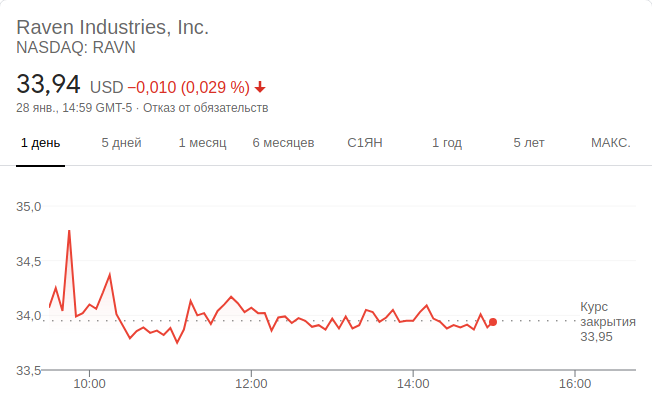 Raven Industries, Inc.
NASDAQ: RAVN
33,94 USD −0,010 (0,029 %)
28 янв., 14:59 GMT-5 · Отказ от обязательств
1 день 5 дней 1 месяц 6 месяцев С1ЯН 1 год 5 лет МАКС.
35,0
34,5
34,0
33,5
Курс
закрытия
33,95
10:00 12:00 14:00 16:00